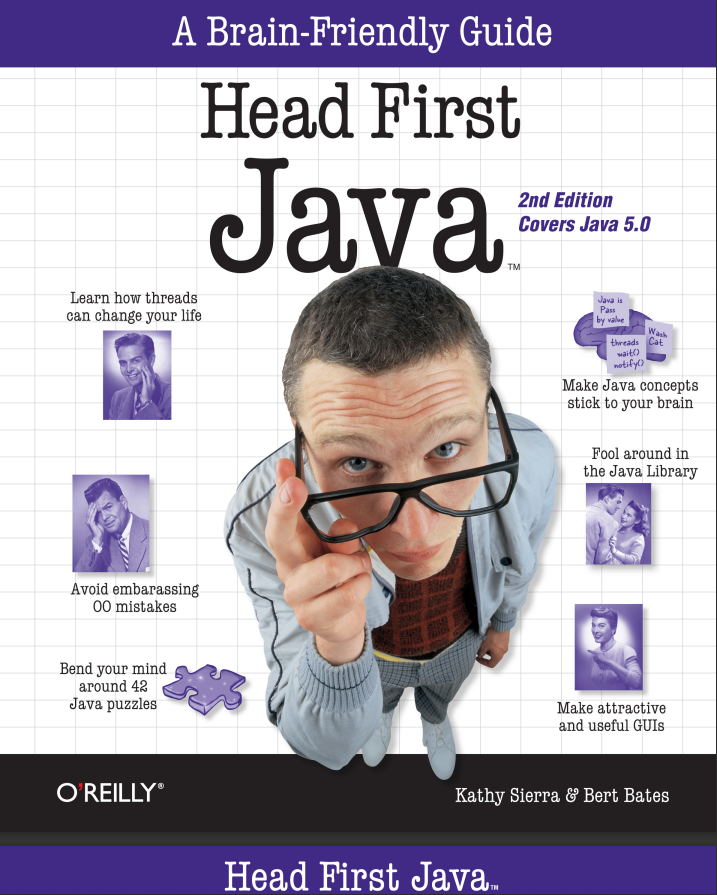 A Brain-Friendly Guide
Head First
Java™
2nd Edition
Covers Java 5.0
Learn how threads
can change your life
Java is
Pass
by value
Wash
Cat
threads
wait()
notify()
Make Java concepts
stick to your brain
Fool around in
the Java Library
Avoid embarassing
OO mistakes
Bend your mind
around 42
Java puzzles
Make attractive
and useful GUIs
O'REILLY®
Kathy Sierra & Bert Bates
Head First Java™